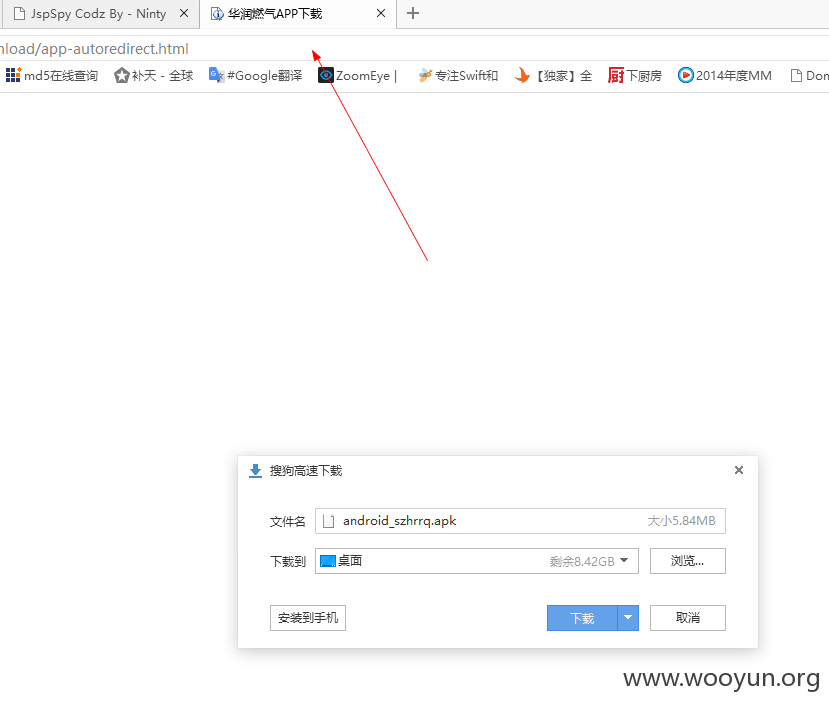 JspSpy Codz By - Ninty 华润燃气APP下载
nload/app-autoredirect.html
md5在线查询 补天 - 全球 #Google翻译 ZoomEye | 专注Swift和 【独家】全 厨 下厨房 2014年度MM Don
搜狗高速下载
文件名 android_szhrrq.apk 大小5.84MB
下载到 桌面 剩余8.42GB 浏览...
安装到手机 下载 取消
www.wooyun.org